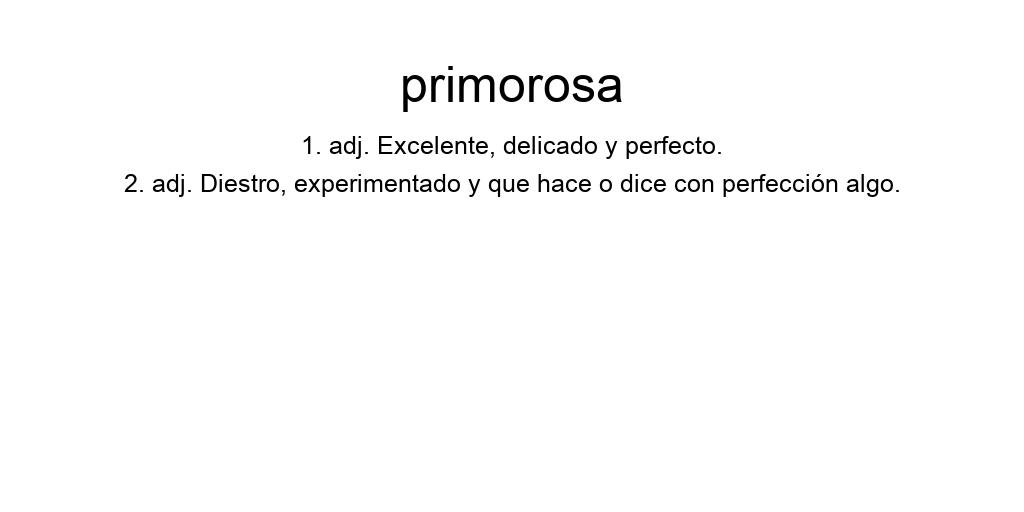 primorosa
1. adj. Excelente, delicado y perfecto.
2. adj. Diestro, experimentado y que hace o dice con perfección algo.